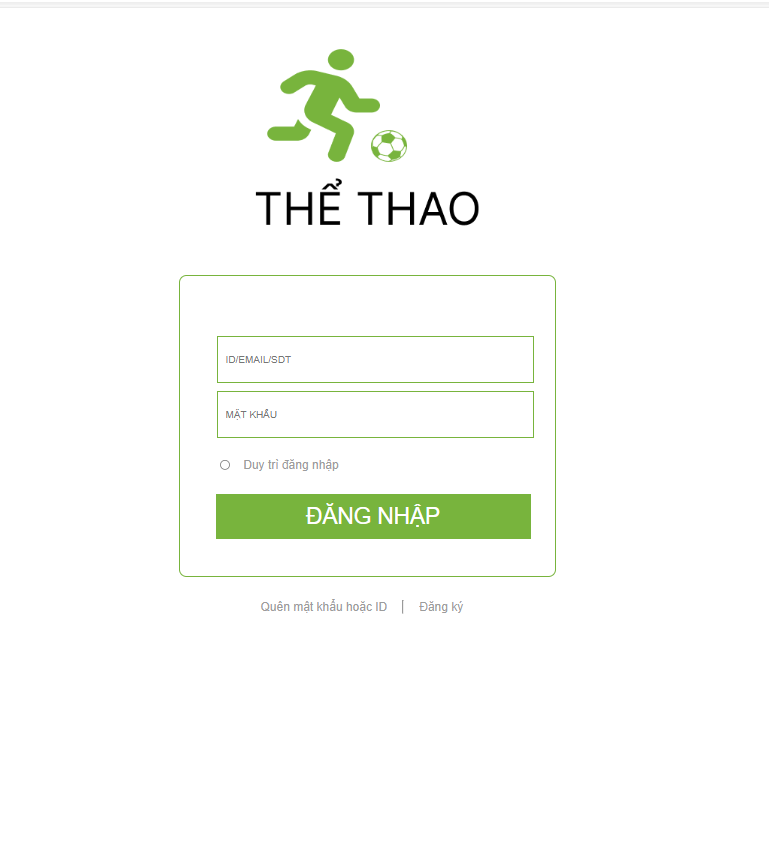 THỂ THAO
ID/EMAIL/SDT
MẬT KHẨU
Duy trì đăng nhập
ĐĂNG NHẬP
Quên mật khẩu hoặc ID | Đăng ký